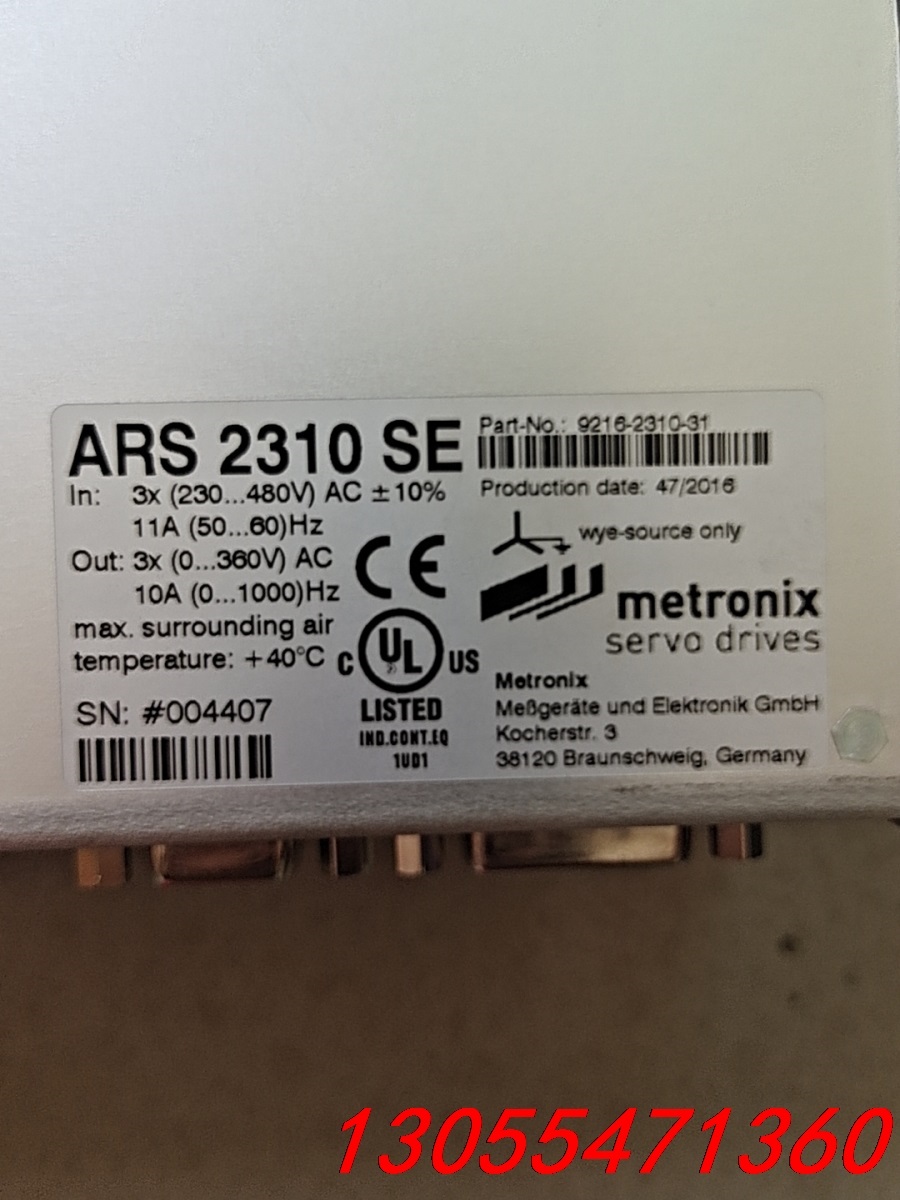 ARS 2310 SE
Part-No.: 9216-2310-31
In: 3x (230...480V) AC ±10%
Production date: 47/2016
11A (50...60)Hz
wye-source only
Out: 3x (0...360V) AC
CE
10A (0...1000)Hz
metronix
servo drives
max. surrounding air
temperature: +40°C
C UL US
LISTED
IND.CONT.EQ
1UD1
SN: #004407
Metronix
Meßgeräte und Elektronik GmbH
Kocherstr. 3
38120 Braunschweig, Germany
13055471360